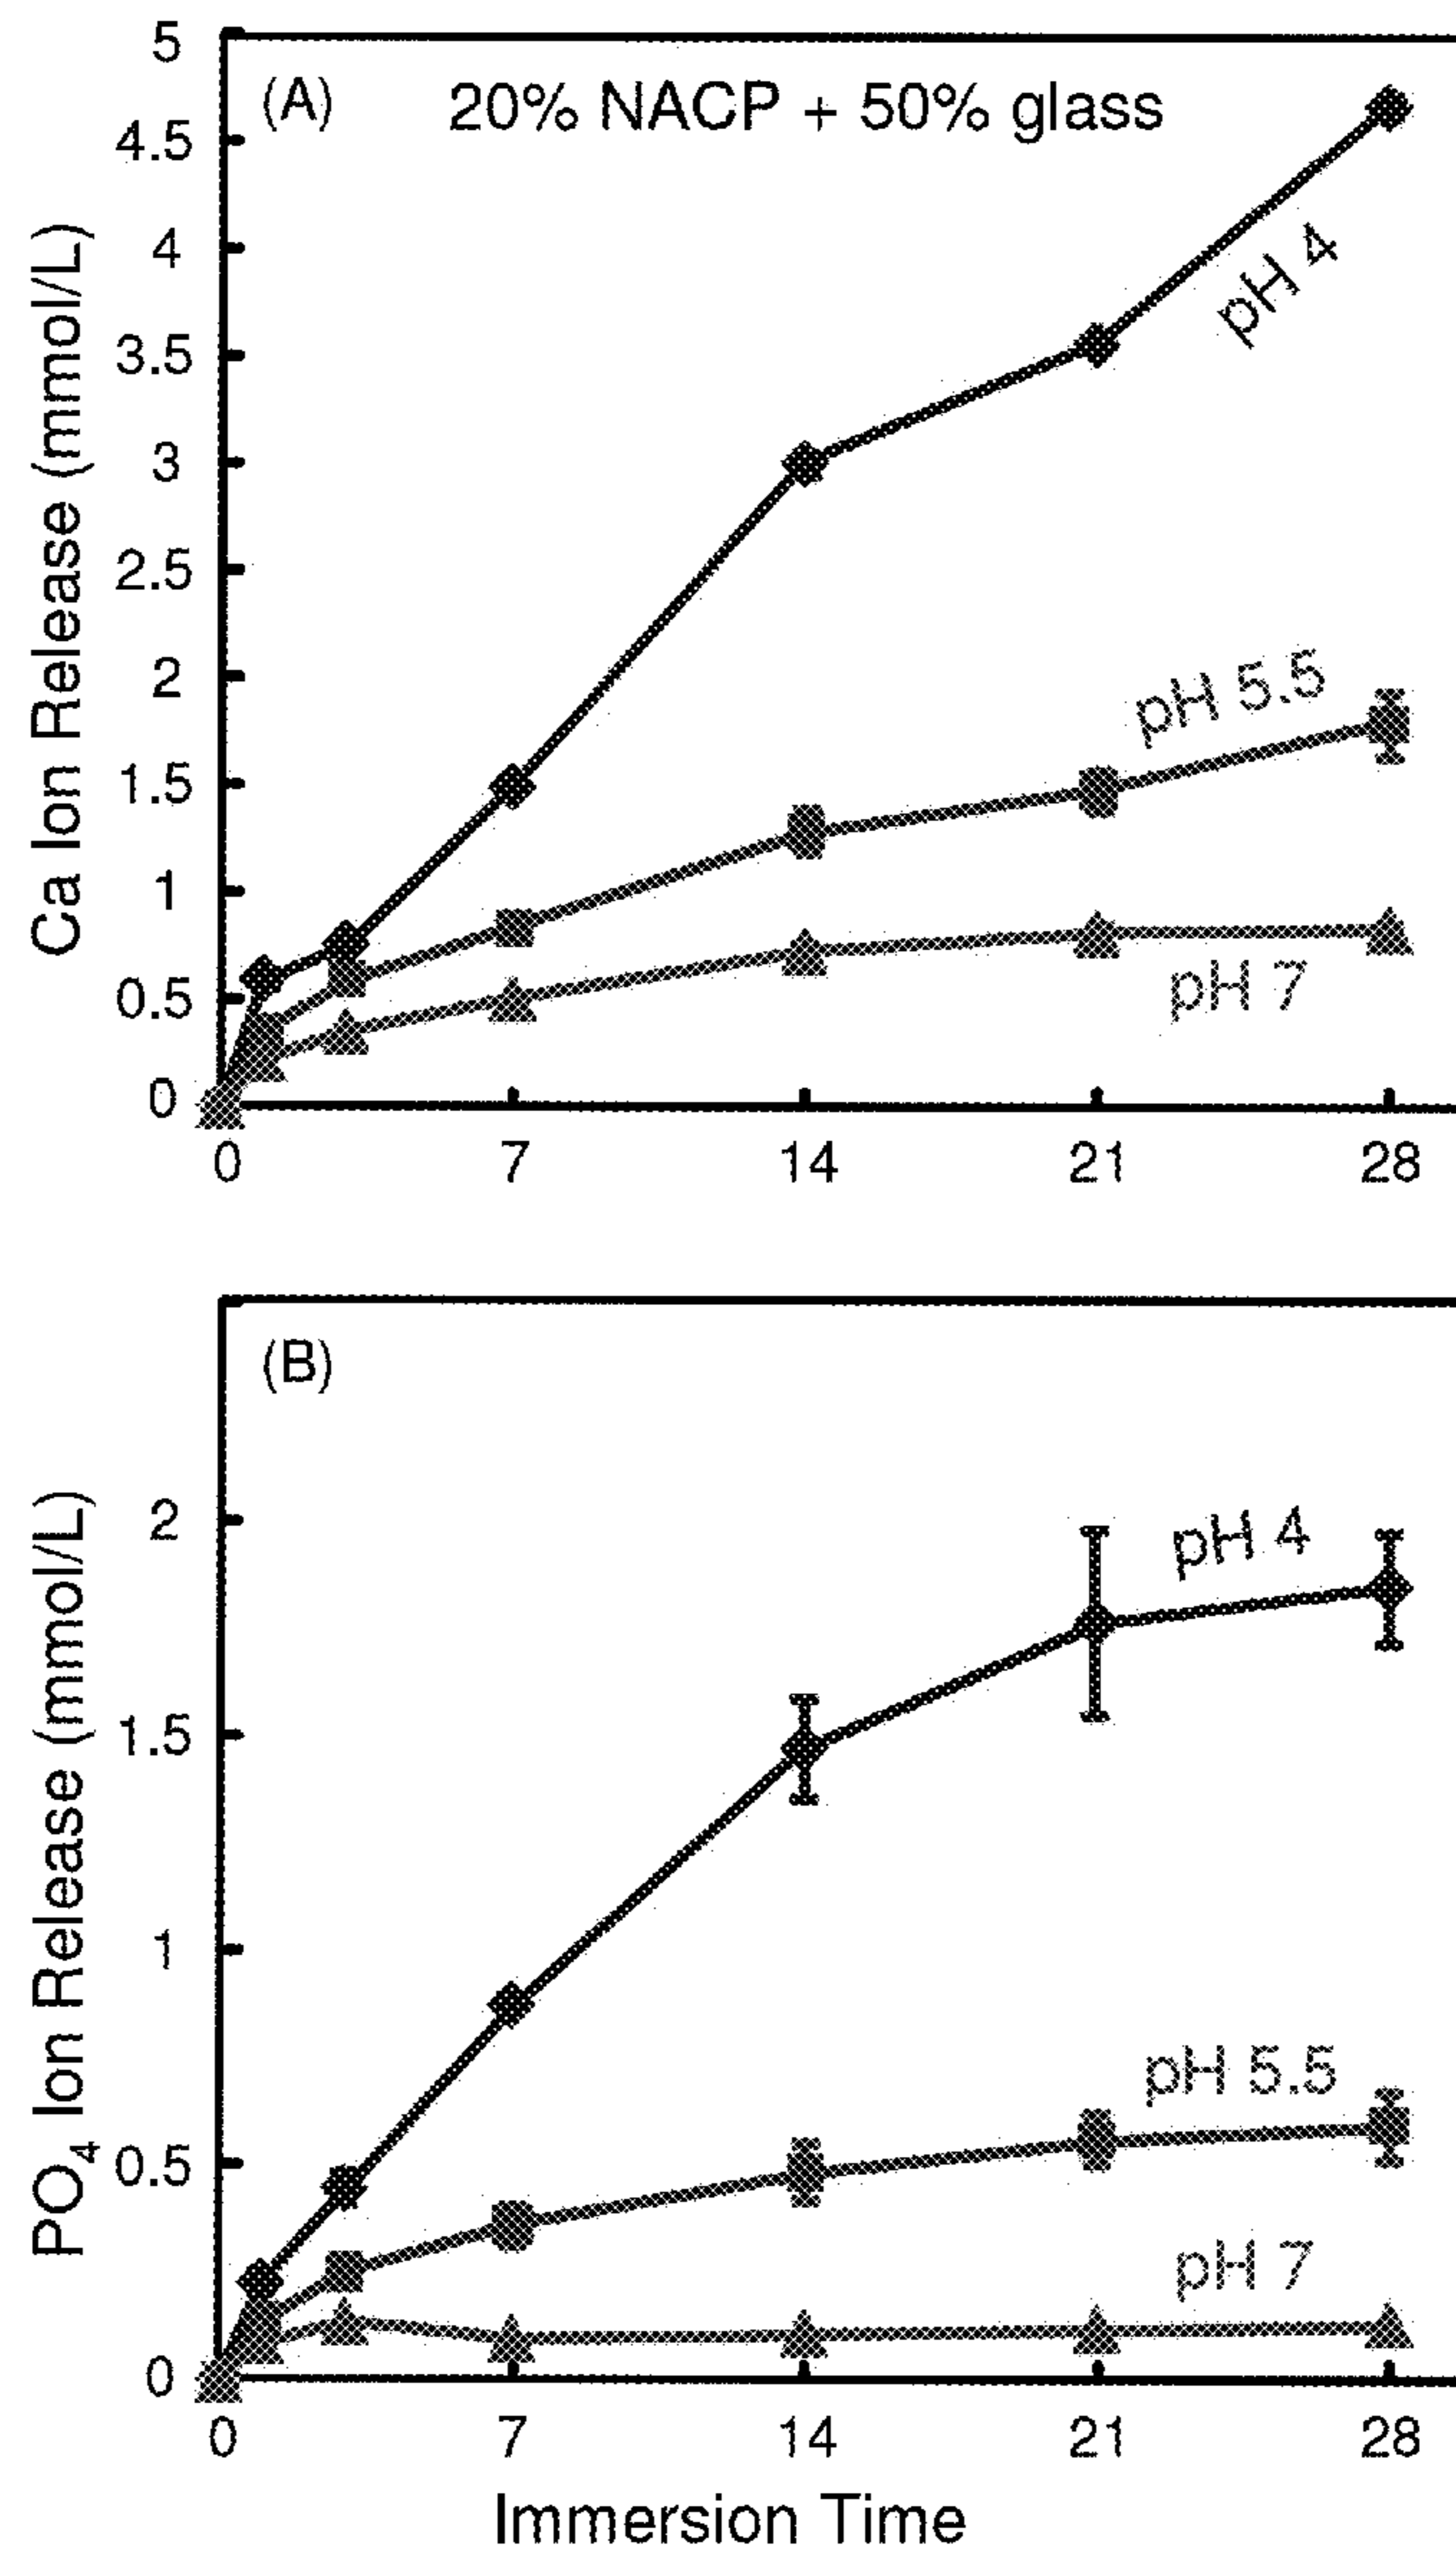 (A) 20% NACP + 50% glass
Ca Ion Release (mmol/L)
5
4.5
4
3.5
3
2.5
2
1.5
1
0.5
0
pH 4
pH 5.5
pH 7
0 7 14 21 28
(B)
PO4 Ion Release (mmol/L)
2
1.5
1
0.5
0
pH 4
pH 5.5
pH 7
0 7 14 21 28
Immersion Time